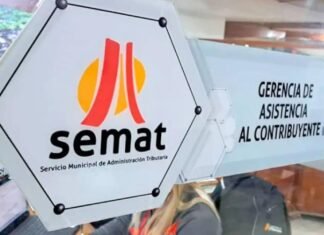 semat
Servicio Municipal de Administración Tributaria
GERENCIA DE
ASISTENCIA
AL CONTRIBUYENTE